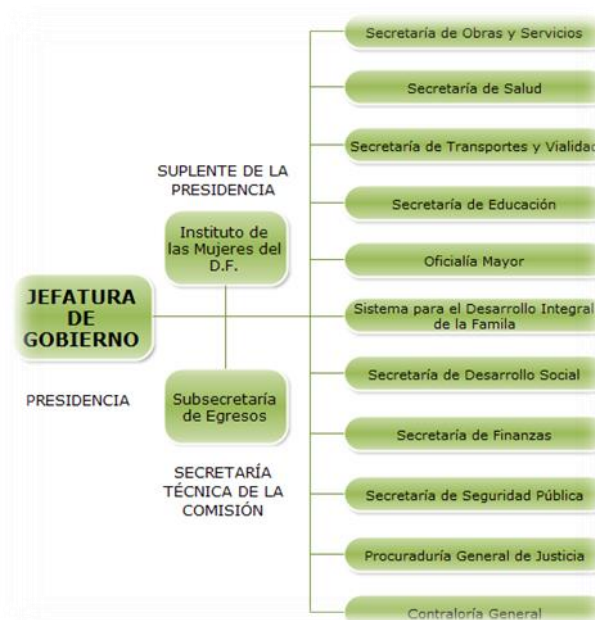 JEFATURA
DE
GOBIERNO
PRESIDENCIA
SUPLENTE DE LA
PRESIDENCIA
Instituto de
las Mujeres del
D.F.
Subsecretaría
de Egresos
SECRETARÍA
TÉCNICA DE LA
COMISIÓN
Secretaría de Obras y Servicios
Secretaría de Salud
Secretaría de Transportes y Vialidad
Secretaría de Educación
Oficialía Mayor
Sistema para el Desarrollo Integral
de la Famila
Secretaría de Desarrollo Social
Secretaría de Finanzas
Secretaría de Seguridad Pública
Procuraduría General de Justicia
Contraloría General